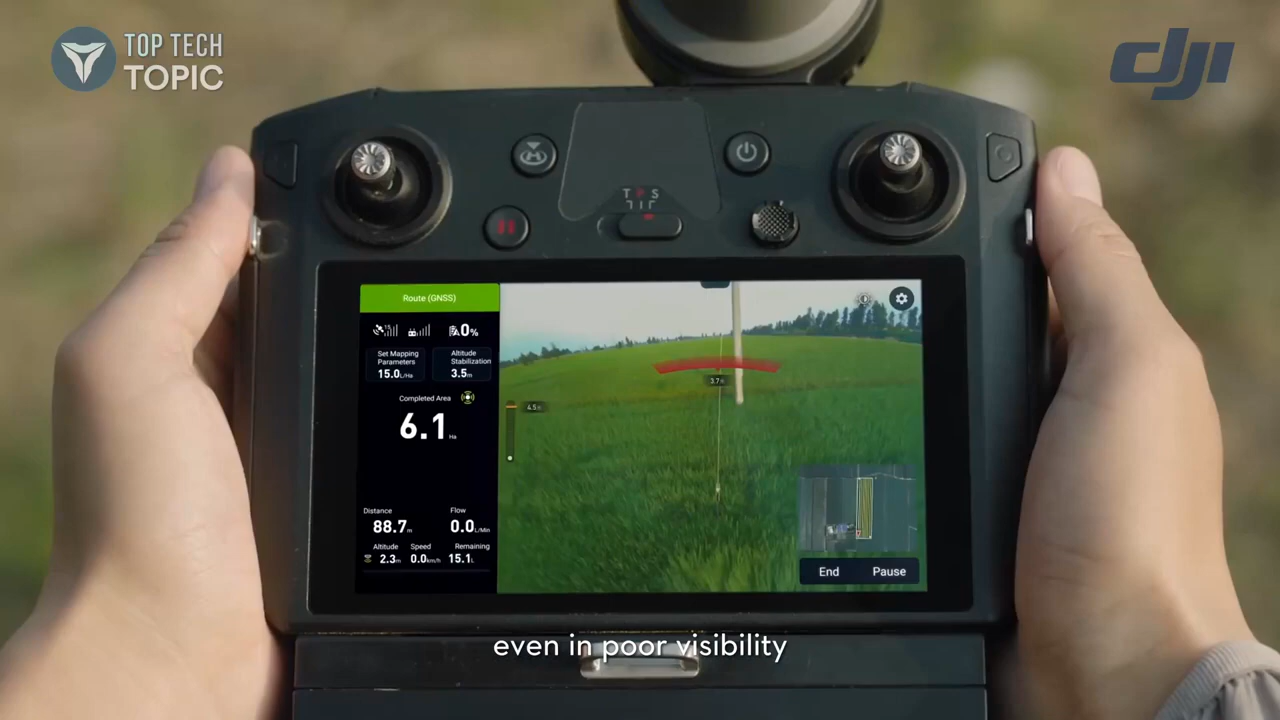 TOP TECH
TOPIC
dji
T P S
Route (GNSS)
0%
Set Mapping
Parameters
15.0L/Ha
Altitude
Stabilization
3.5m
Completed Area
6.1 Ha
Distance
88.7m
Flow
0.0L/Min
Altitude
2.3m
Speed
0.0km/h
Remaining
15.1L
4.5m
3.7m
End
Pause
even in poor visibility